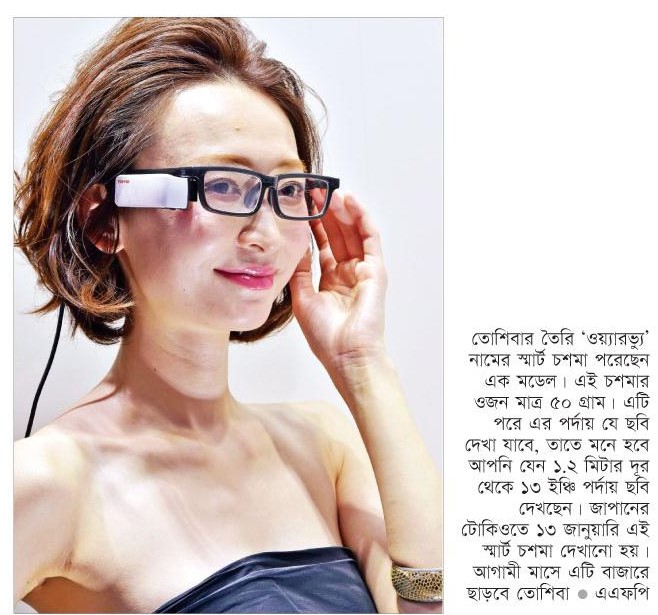 তোশিবার তৈরি ‘ওয়্যারভ্যু’
নামের স্মার্ট চশমা পরেছেন
এক মডেল। এই চশমার
ওজন মাত্র ৫০ গ্রাম। এটি
পরে এর পর্দায় যে ছবি
দেখা যাবে, তাতে মনে হবে
আপনি যেন ১.২ মিটার দূর
থেকে ১৩ ইঞ্চি পর্দায় ছবি
দেখছেন। জাপানের
টোকিওতে ১৩ জানুয়ারি এই
স্মার্ট চশমা দেখানো হয়।
আগামী মাসে এটি বাজারে
ছাড়বে তোশিবা ● এএফপি